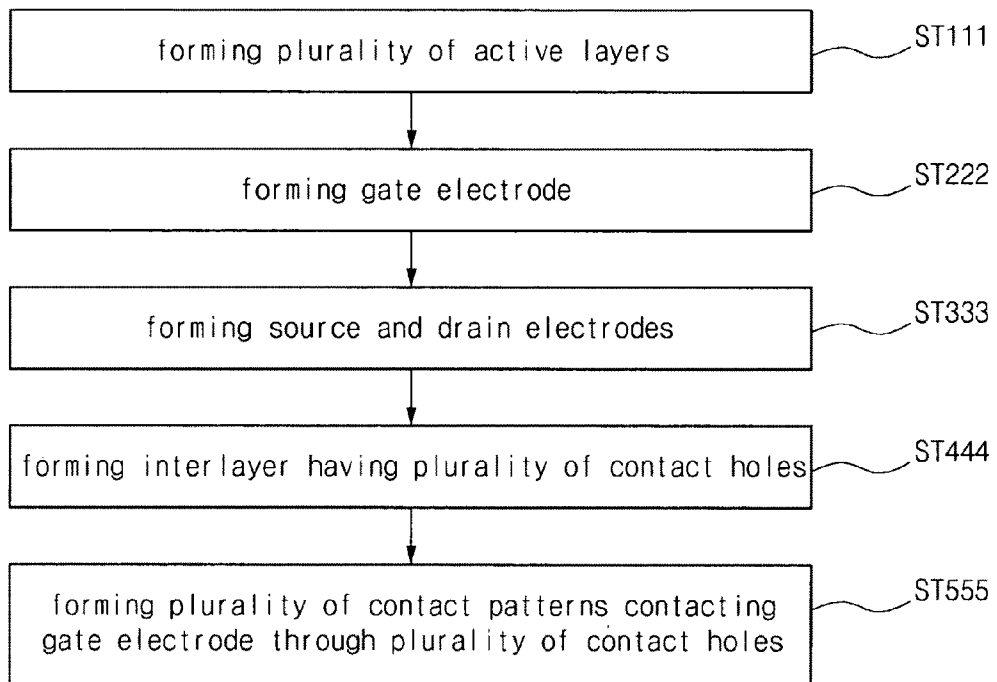 forming plurality of active layers
ST111
forming gate electrode
ST222
forming source and drain electrodes
ST333
forming interlayer having plurality of contact holes
ST444
forming plurality of contact patterns contacting
gate electrode through plurality of contact holes
ST555